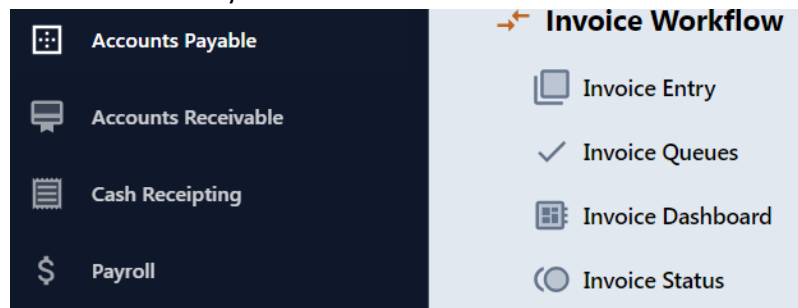 Accounts Payable
Accounts Receivable
Cash Receipting
$ Payroll
Invoice Workflow
Invoice Entry
Invoice Queues
Invoice Dashboard
Invoice Status